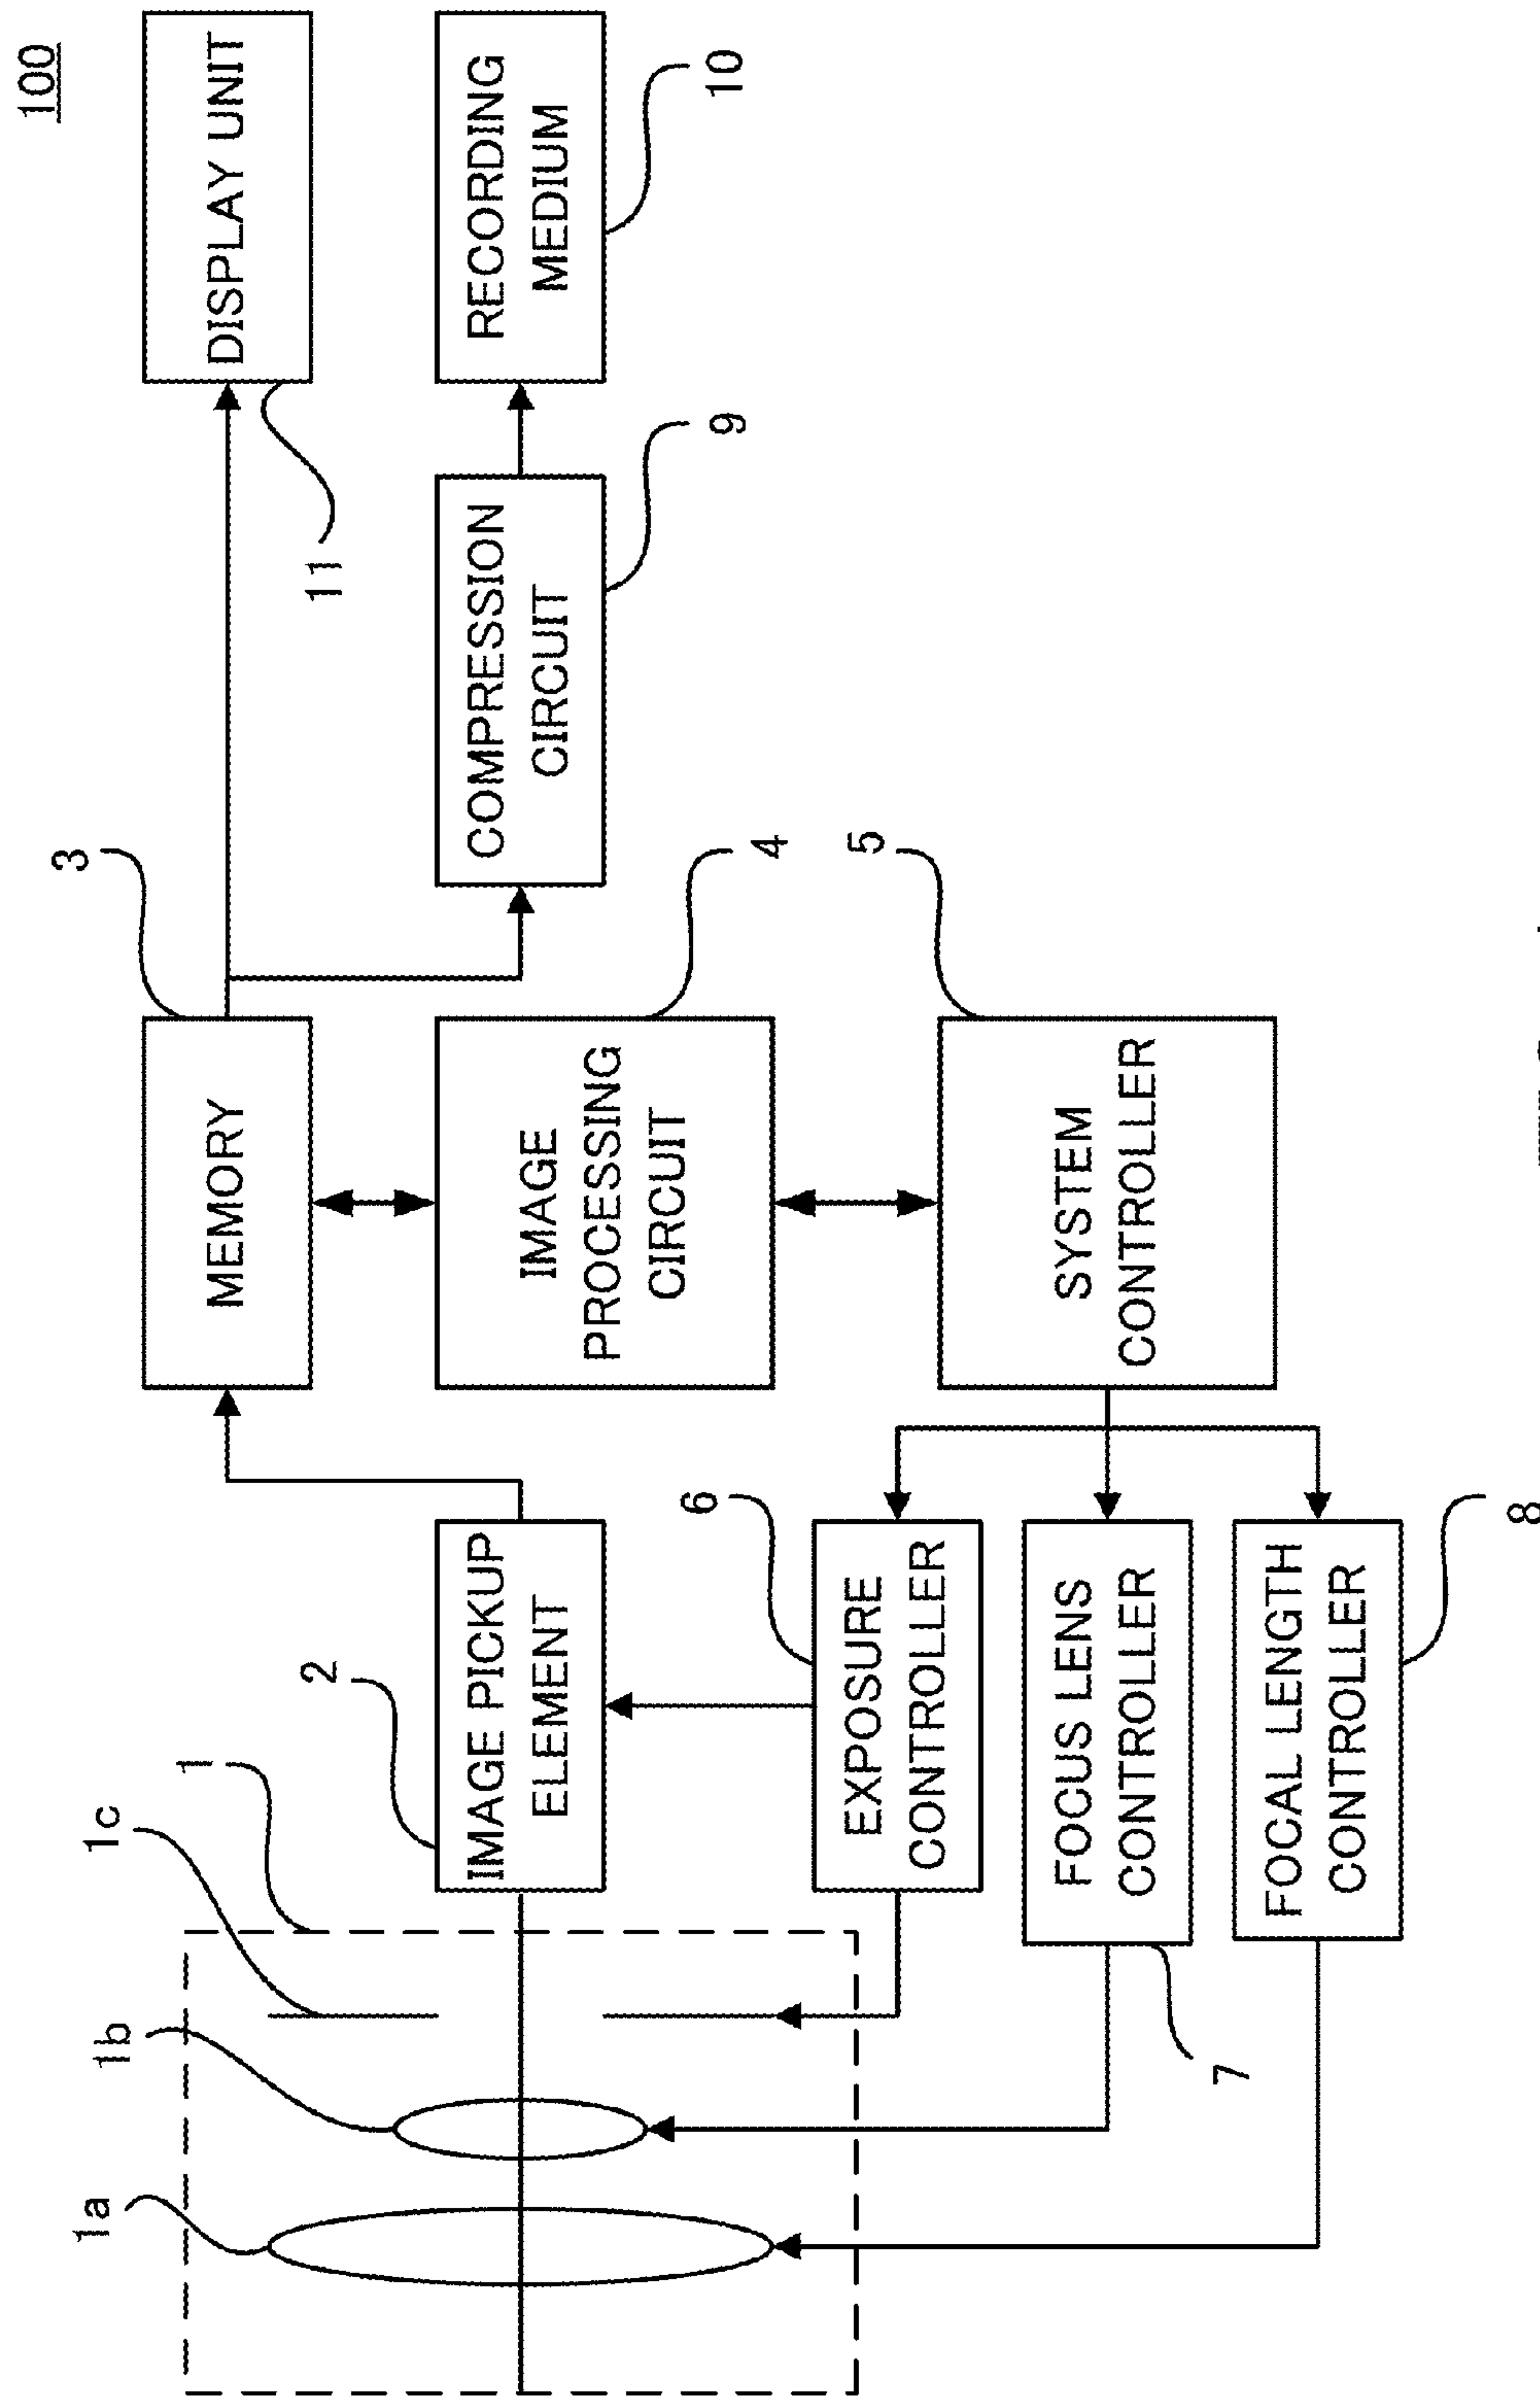 100
1a
1b
1c
1
2
IMAGE PICKUP
ELEMENT
3
MEMORY
11
DISPLAY UNIT
4
IMAGE
PROCESSING
CIRCUIT
9
COMPRESSION
CIRCUIT
10
RECORDING
MEDIUM
5
SYSTEM
CONTROLLER
6
EXPOSURE
CONTROLLER
7
FOCUS LENS
CONTROLLER
8
FOCAL LENGTH
CONTROLLER